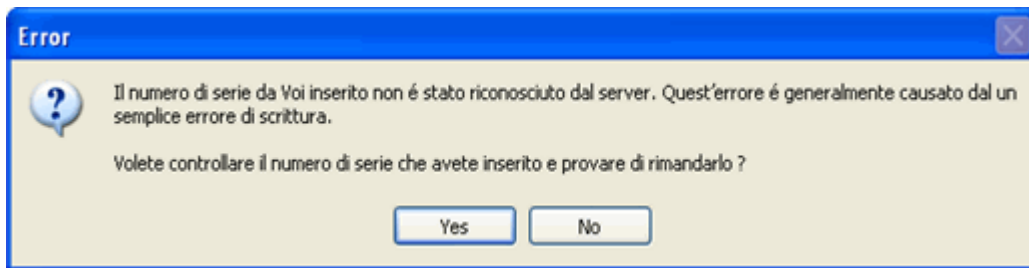 Error
Il numero di serie da Voi inserito non é stato riconosciuto dal server. Quest'errore é generalmente causato dal un
semplice errore di scrittura.
Volete controllare il numero di serie che avete inserito e provare di rimandarlo ?
Yes
No